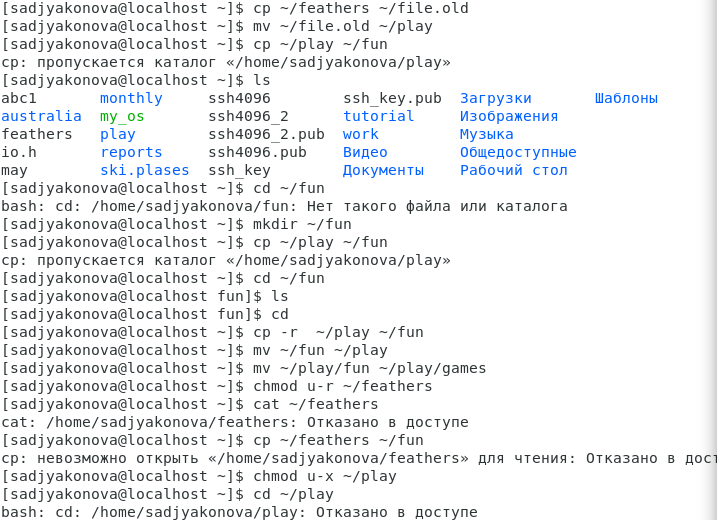 [sadjyakonova@localhost ~]$ cp ~/feathers ~/file.old
[sadjyakonova@localhost ~]$ mv ~/file.old ~/play
[sadjyakonova@localhost ~]$ cp ~/play ~/fun
cp: пропускается каталог «/home/sadjyakonova/play»
[sadjyakonova@localhost ~]$ ls
abc1 monthly ssh4096 ssh_key.pub Загрузки Шаблоны
australia my_os ssh4096_2 tutorial Изображения
feathers play ssh4096_2.pub work Музыка
io.h reports ssh4096.pub Видео Общедоступные
may ski.plases ssh_key Документы Рабочий стол
[sadjyakonova@localhost ~]$ cd ~/fun
bash: cd: /home/sadjyakonova/fun: Нет такого файла или каталога
[sadjyakonova@localhost ~]$ mkdir ~/fun
[sadjyakonova@localhost ~]$ cp ~/play ~/fun
cp: пропускается каталог «/home/sadjyakonova/play»
[sadjyakonova@localhost ~]$ cd ~/fun
[sadjyakonova@localhost fun]$ ls
[sadjyakonova@localhost fun]$ cd
[sadjyakonova@localhost ~]$ cp -r  ~/play ~/fun
[sadjyakonova@localhost ~]$ mv ~/fun ~/play
[sadjyakonova@localhost ~]$ mv ~/play/fun ~/play/games
[sadjyakonova@localhost ~]$ chmod u-r ~/feathers
[sadjyakonova@localhost ~]$ cat ~/feathers
cat: /home/sadjyakonova/feathers: Отказано в доступе
[sadjyakonova@localhost ~]$ cp ~/feathers ~/fun
cp: невозможно открыть «/home/sadjyakonova/feathers» для чтения: Отказано в дост
[sadjyakonova@localhost ~]$ chmod u-x ~/play
[sadjyakonova@localhost ~]$ cd ~/play
bash: cd: /home/sadjyakonova/play: Отказано в доступе